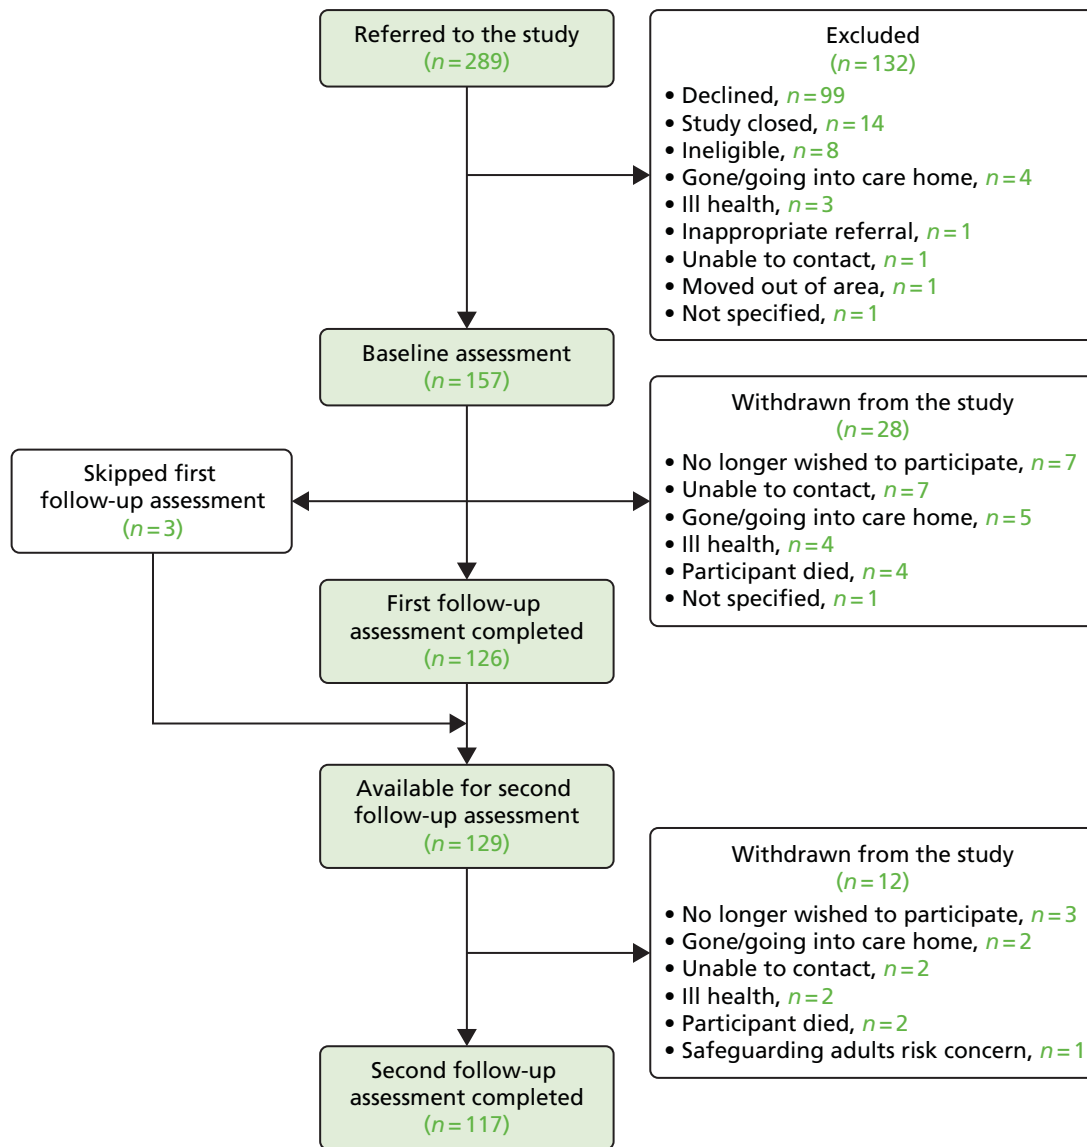 Referred to the study
(n=289)
Excluded
(n=132)
• Declined, n=99
• Study closed, n=14
• Ineligible, n=8
• Gone/going into care home, n=4
• Ill health, n=3
• Inappropriate referral, n=1
• Unable to contact, n=1
• Moved out of area, n=1
• Not specified, n=1
Baseline assessment
(n=157)
Withdrawn from the study
(n=28)
• No longer wished to participate, n=7
• Unable to contact, n=7
• Gone/going into care home, n=5
• Ill health, n=4
• Participant died, n=4
• Not specified, n=1
Skipped first
follow-up assessment
(n=3)
First follow-up
assessment completed
(n=126)
Available for second
follow-up assessment
(n=129)
Withdrawn from the study
(n=12)
• No longer wished to participate, n=3
• Gone/going into care home, n=2
• Unable to contact, n=2
• Ill health, n=2
• Participant died, n=2
• Safeguarding adults risk concern, n=1
Second follow-up
assessment completed
(n=117)